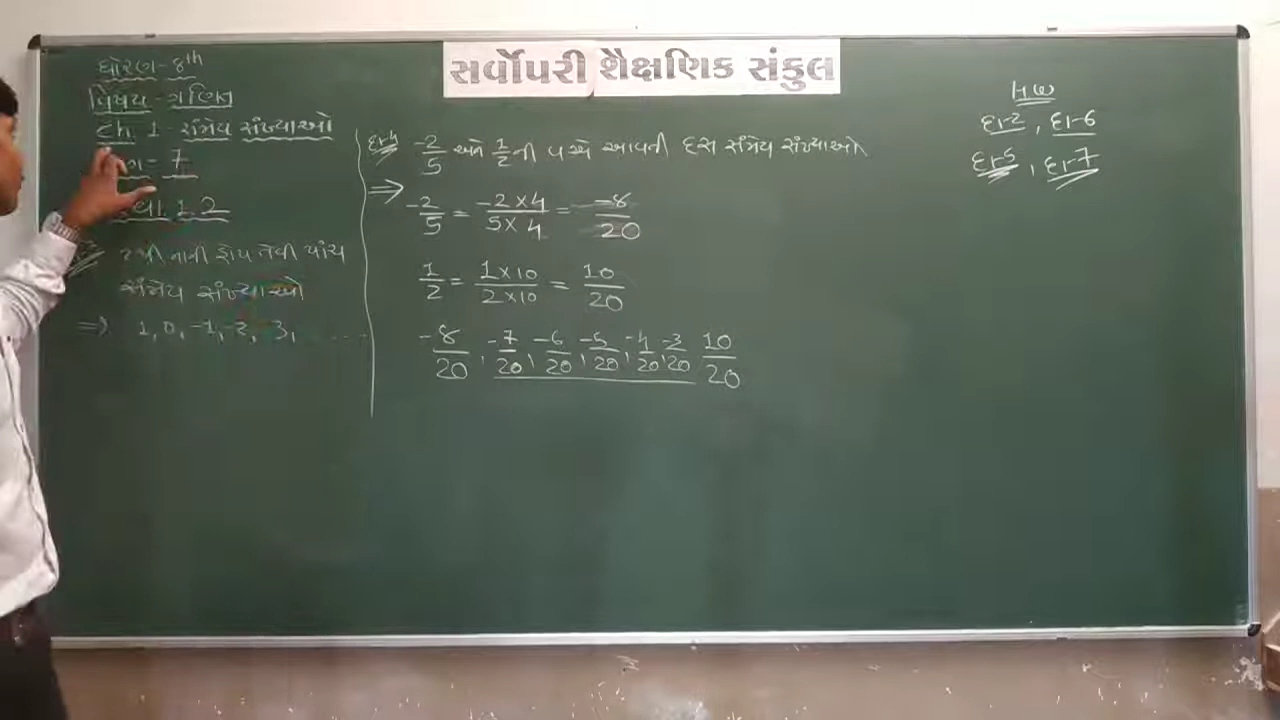 સર્વોપરી શૈક્ષણિક સંકુલ
ધોરણ - 8th
વિષય - ગણિત
Ch 1 - સંમેય સંખ્યાઓ
7
1.2
2થી નાની હોય તેવી પાંચ
સંમેય સંખ્યાઓ
⇒ 1, 0, -1, -2, -3, ....
દા-4 -2/5 અને 1/2 ની વચ્ચે આવતી દસ સંમેય સંખ્યાઓ
⇒ -2/5 = -2×4/5×4 = -8/20
1/2 = 1×10/2×10 = 10/20
-8/20, -7/20, -6/20, -5/20, -4/20, -3/20 10/20
HW
દા-2, દા-6
દા-5, દા-7